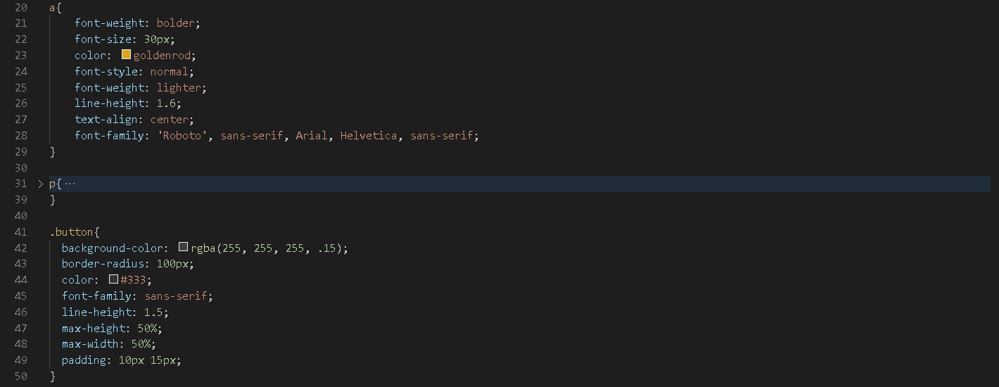 20 a{
21 font-weight: bolder;
22 font-size: 30px;
23 color: goldenrod;
24 font-style: normal;
25 font-weight: lighter;
26 line-height: 1.6;
27 text-align: center;
28 font-family: 'Roboto', sans-serif, Arial, Helvetica, sans-serif;
29 }
30
31 p{ ···
39 }
40
41 .button{
42 background-color: rgba(255, 255, 255, .15);
43 border-radius: 100px;
44 color: #333;
45 font-family: sans-serif;
46 line-height: 1.5;
47 max-height: 50%;
48 max-width: 50%;
49 padding: 10px 15px;
50 }